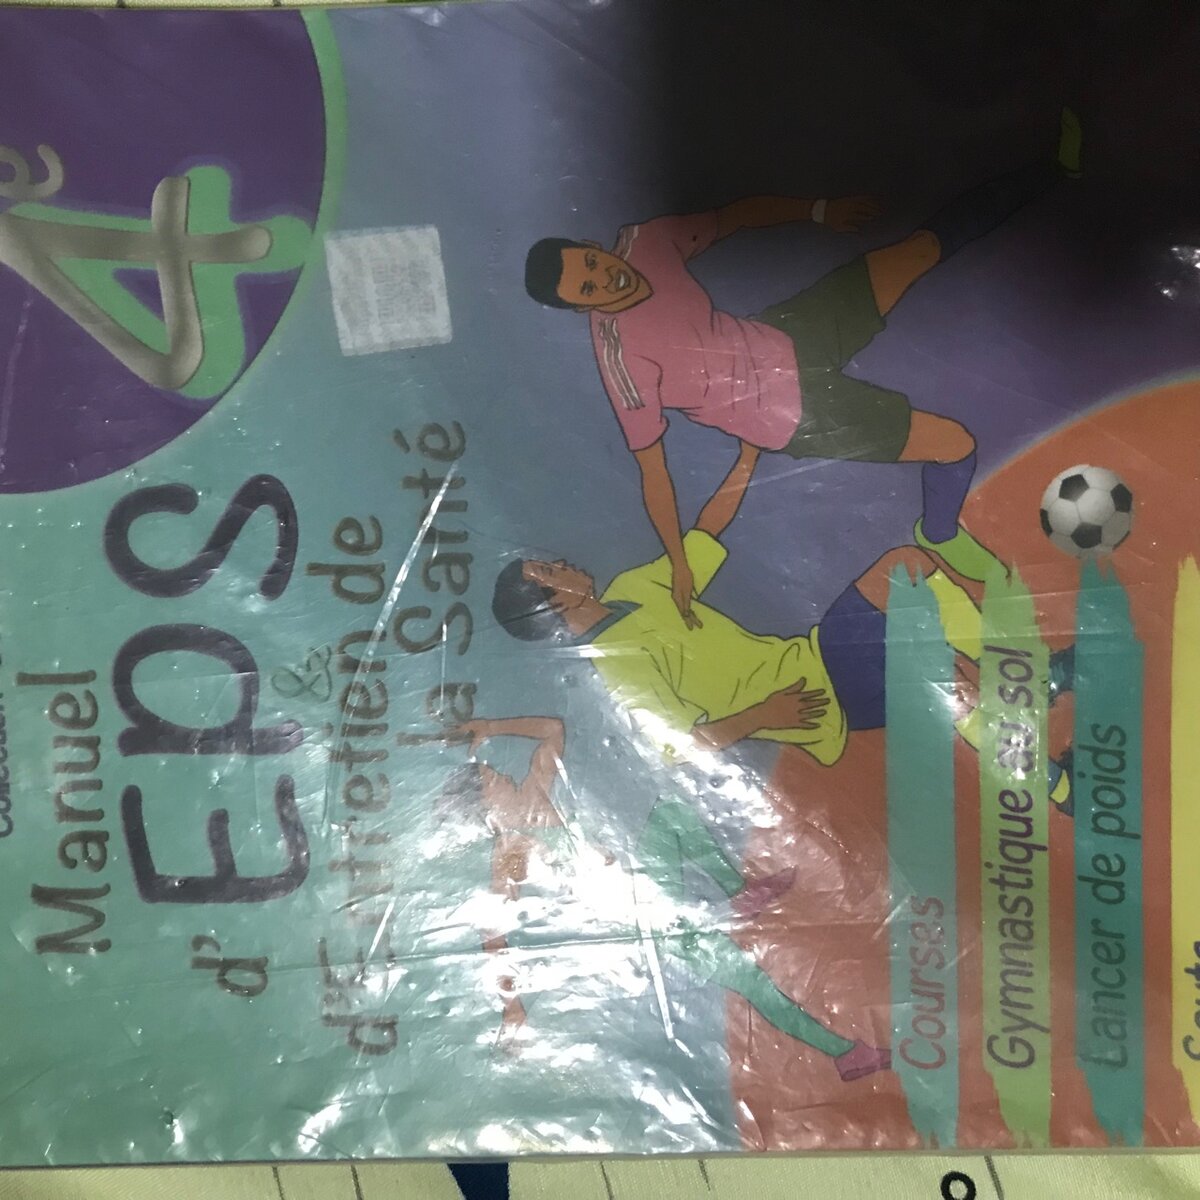 4e
Manuel
d'Eps
&
d'Entretien de
la Santé
Courses
Gymnastique au sol
Lancer de poids